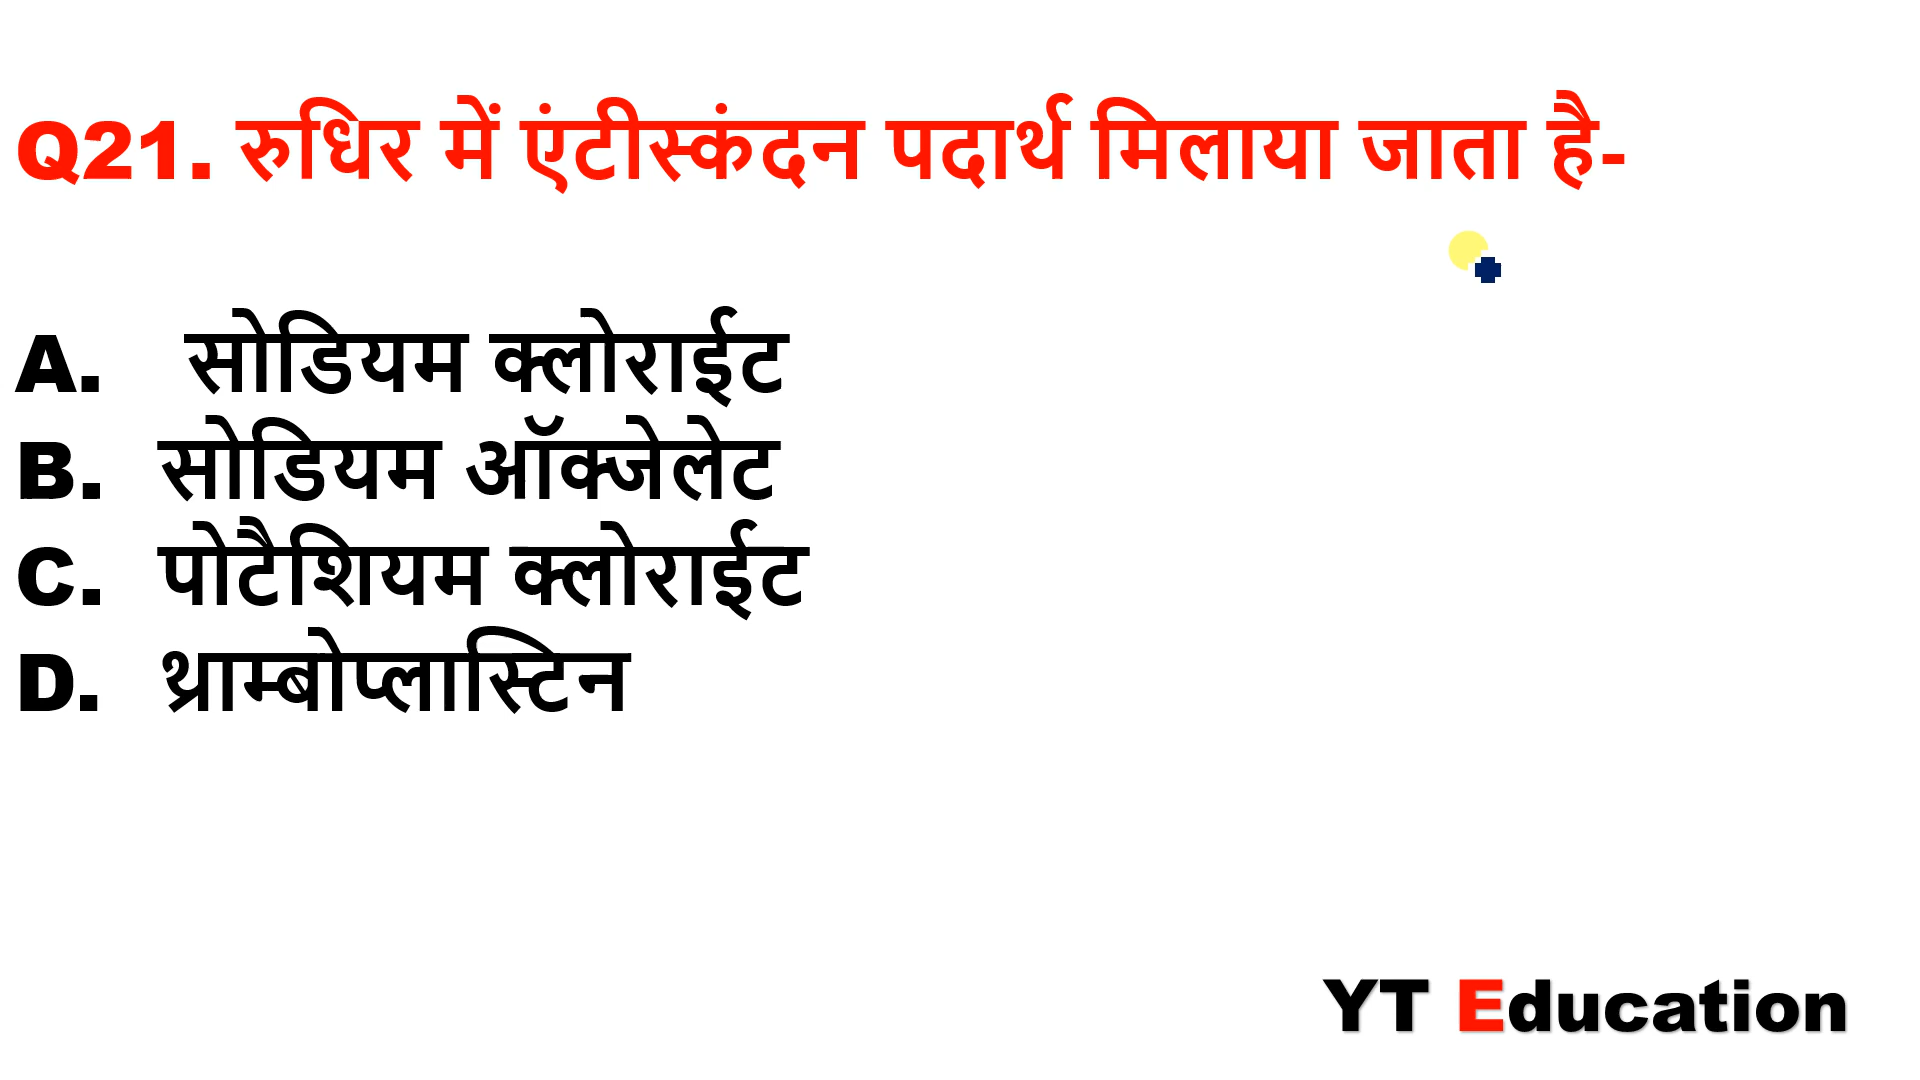 Q21. रुधिर में एंटीस्कंदन पदार्थ मिलाया जाता है-
A. सोडियम क्लोराईट
B. सोडियम ऑक्जेलेट
C. पोटैशियम क्लोराईट
D. थ्राम्बोप्लास्टिन
YT Education